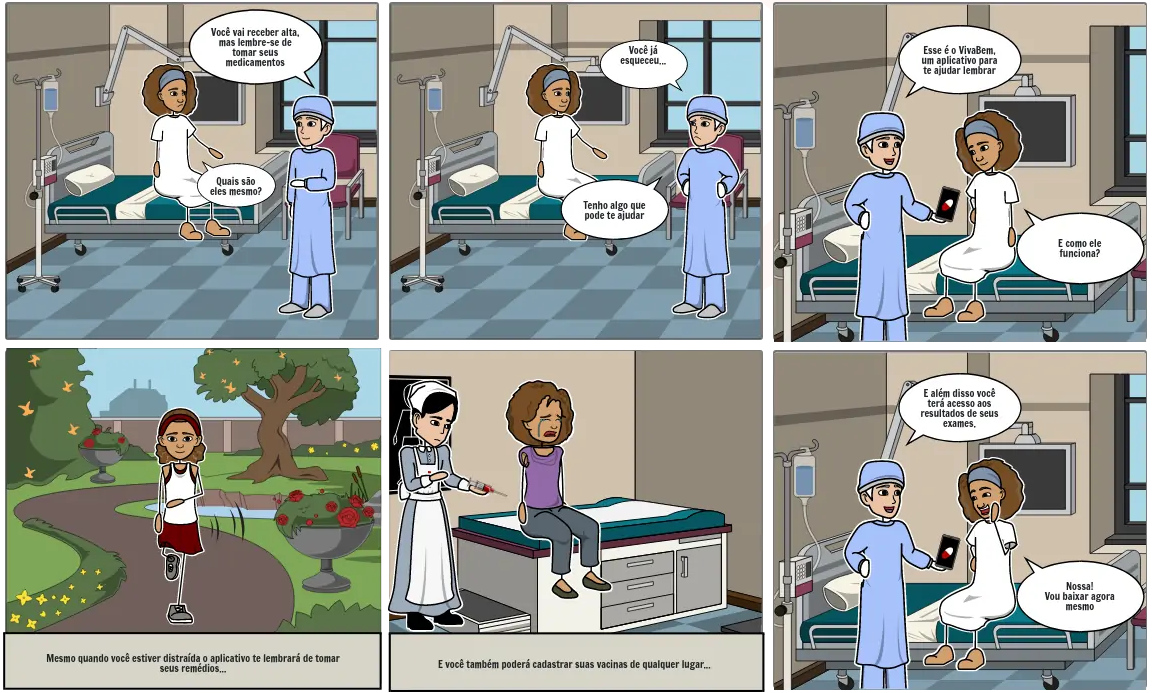 Você vai receber alta,
mas lembre-se de
tomar seus
medicamentos
Quais são
eles mesmo?
Você já
esqueceu...
Tenho algo que
pode te ajudar
Esse é o VivaBem,
um aplicativo para
te ajudar lembrar
E como ele
funciona?
Mesmo quando você estiver distraída o aplicativo te lembrará de tomar
seus remédios...
E você também poderá cadastrar suas vacinas de qualquer lugar...
E além disso você
terá acesso aos
resultados de seus
exames,
Nossa!
Vou baixar agora
mesmo